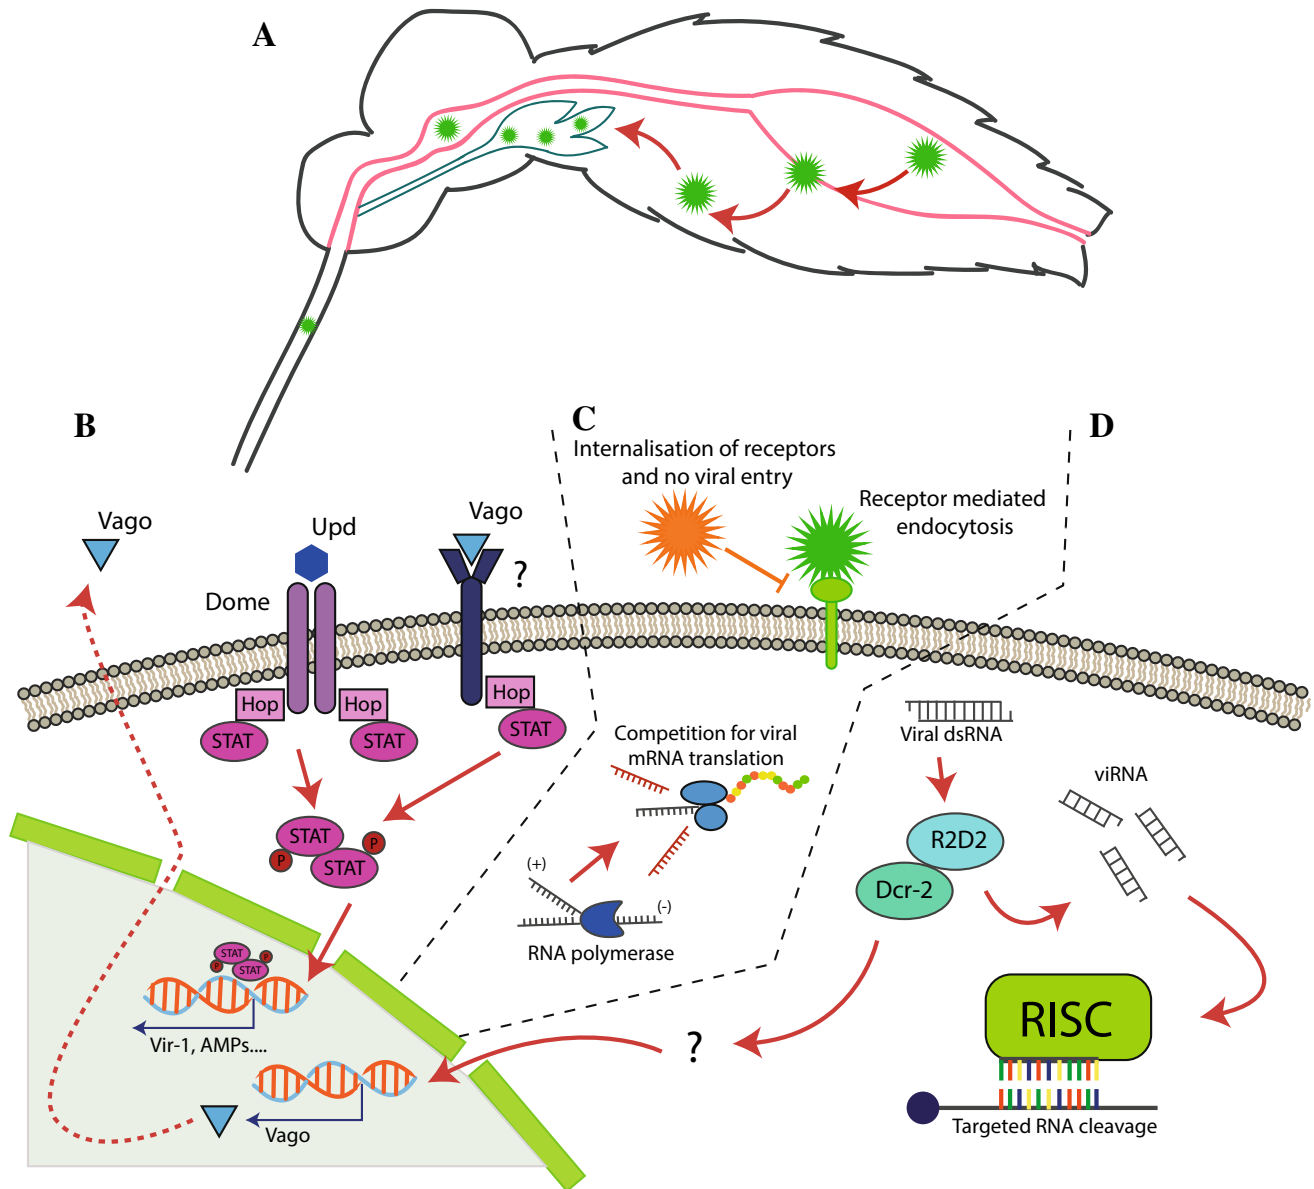 A
B
C
D
Internalisation of receptors
and no viral entry
Receptor mediated
endocytosis
Vago
Upd
Vago
?
Dome
Hop
Hop
Hop
STAT
STAT
STAT
STAT
STAT
P
P
Competition for viral
mRNA translation
(+)
(-)
RNA polymerase
Viral dsRNA
viRNA
R2D2
Dcr-2
RISC
Targeted RNA cleavage
?
STAT
STAT
P
P
Vir-1, AMPs....
Vago